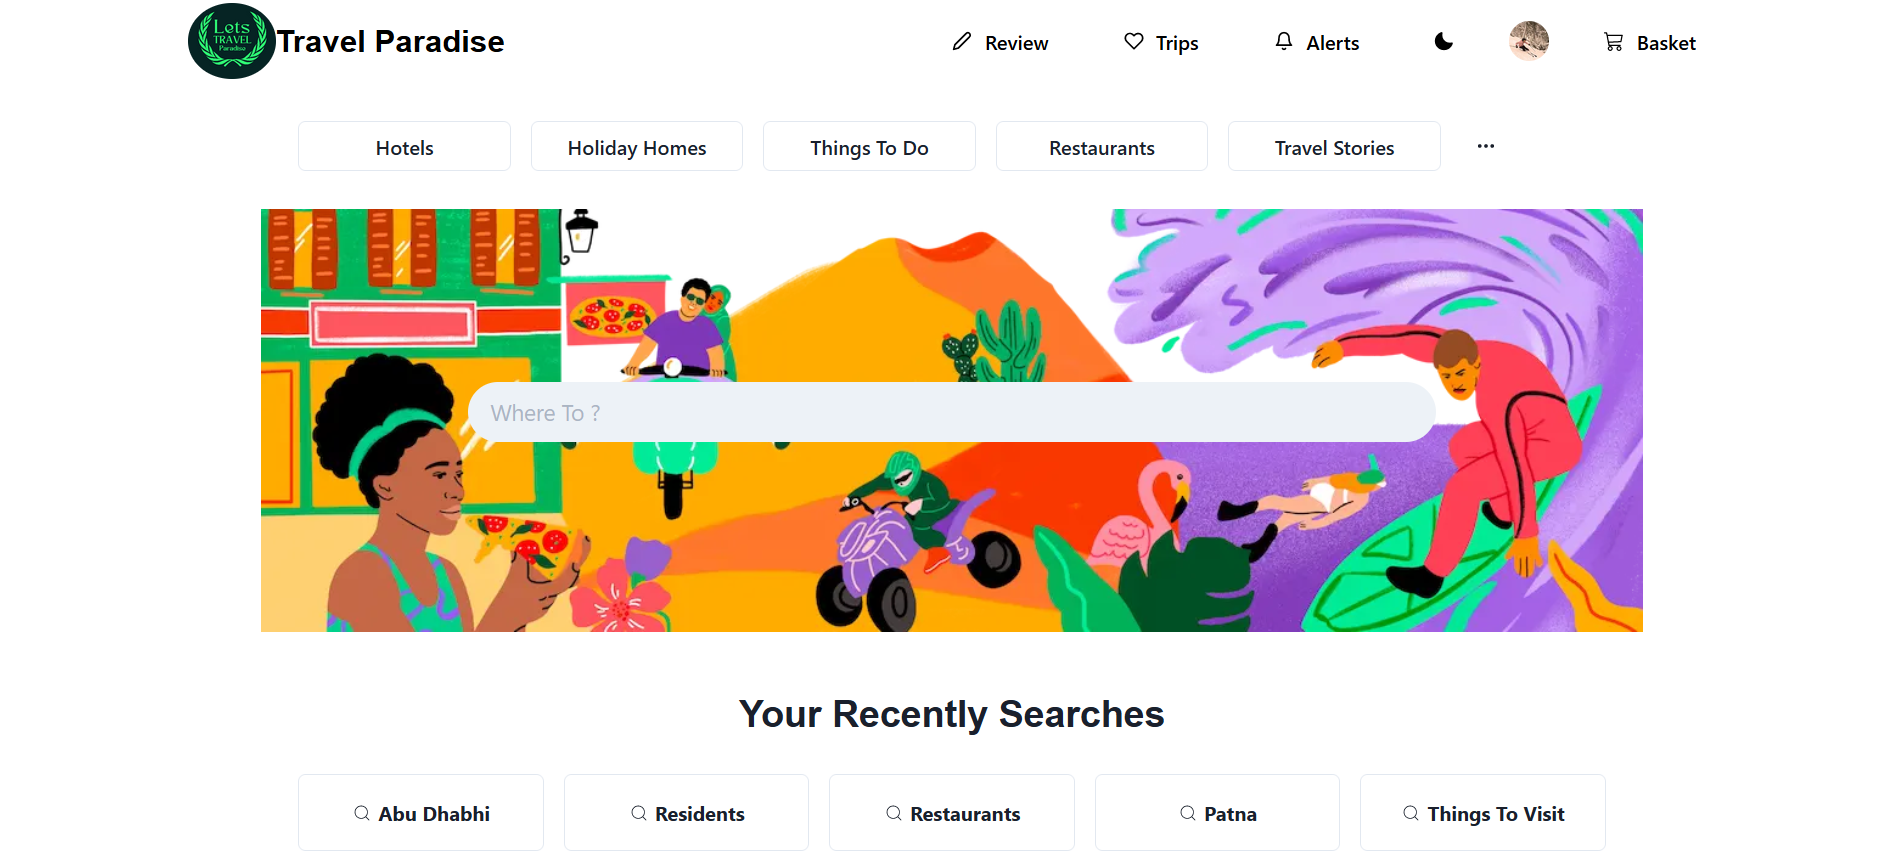 Lets
TRAVEL
Paradise
Travel Paradise
Review
Trips
Alerts
Basket
Hotels
Holiday Homes
Things To Do
Restaurants
Travel Stories
Where To ?
Your Recently Searches
Abu Dhabhi
Residents
Restaurants
Patna
Things To Visit